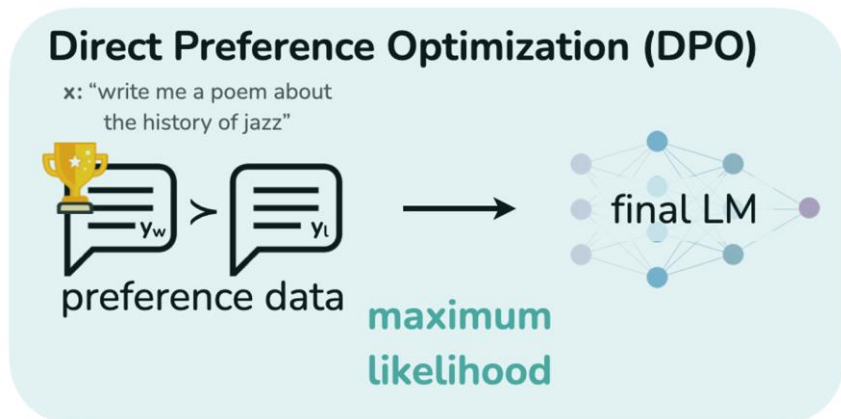 Direct Preference Optimization (DPO)
x: “write me a poem about
the history of jazz”
yw
≻
yl
preference data
maximum
likelihood
final LM